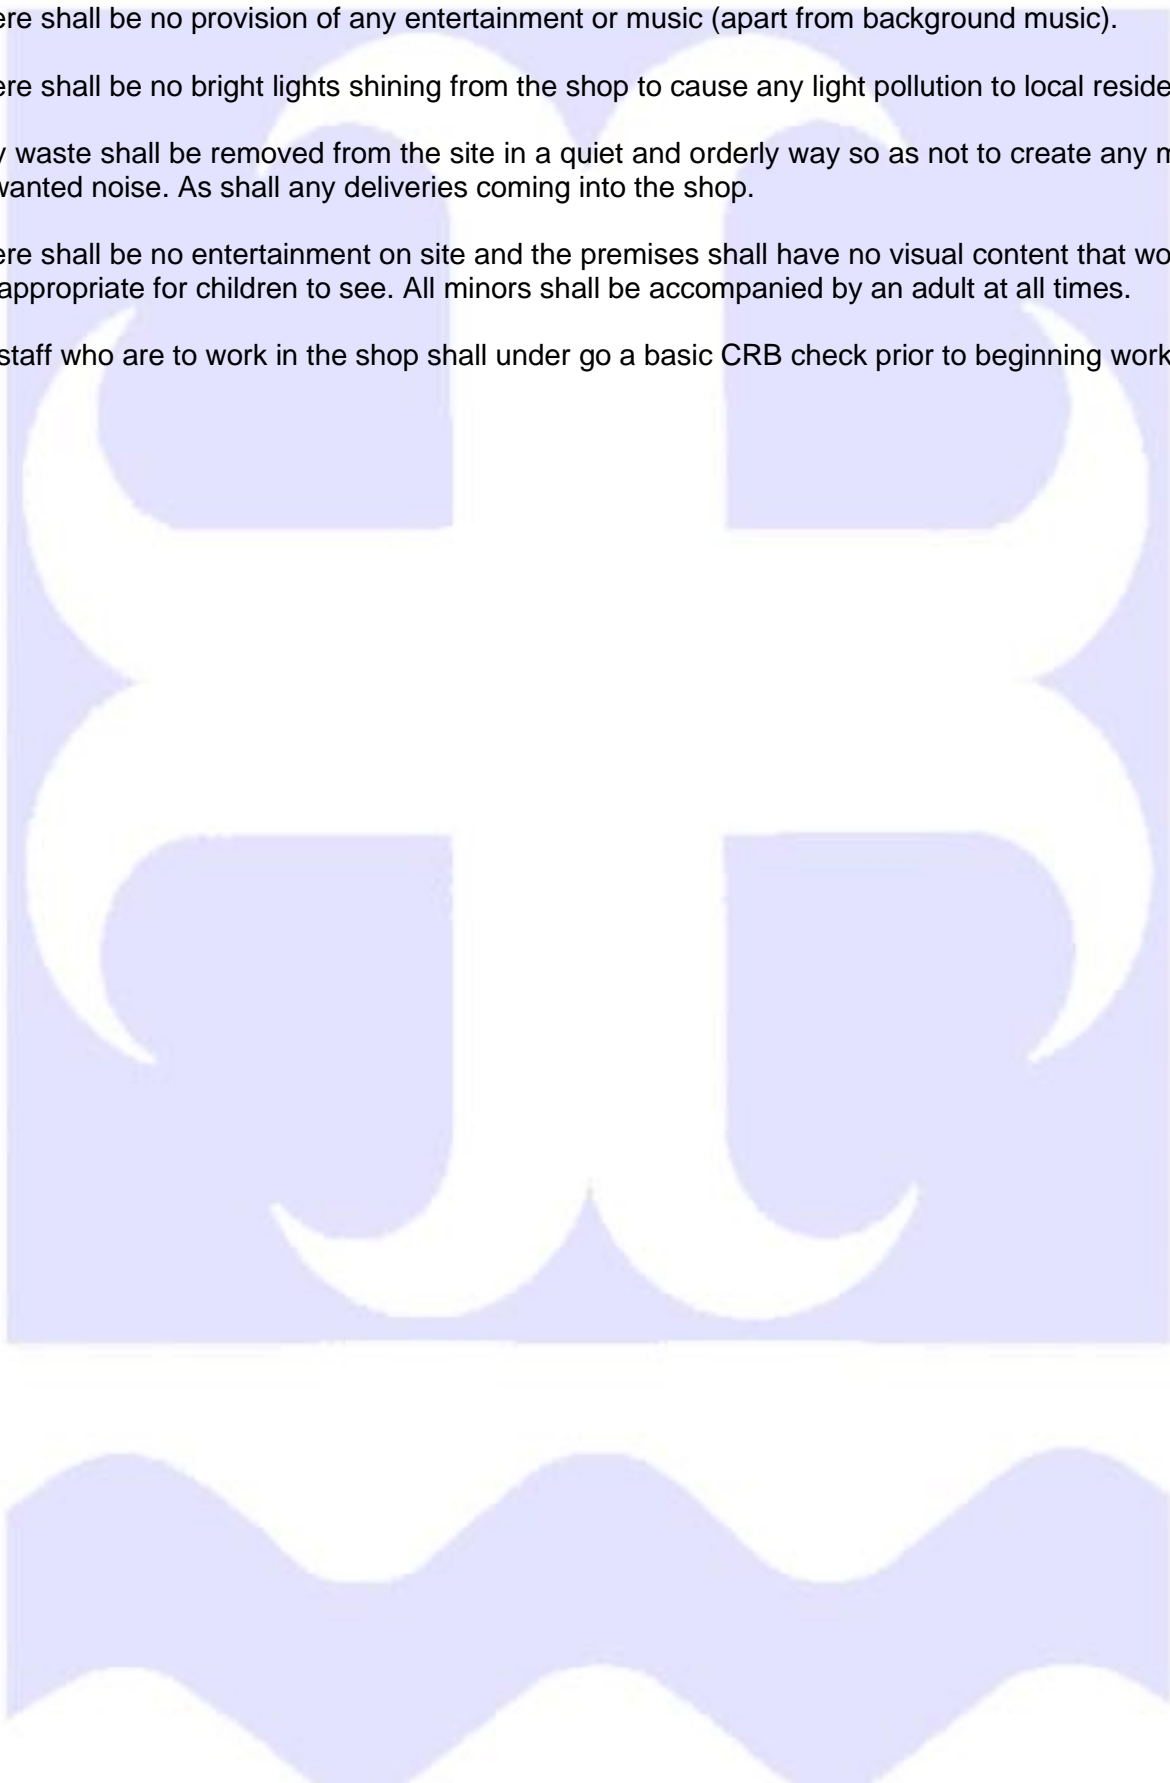 ere shall be no provision of any entertainment or music (apart from background music).
ere shall be no bright lights shining from the shop to cause any light pollution to local reside
y waste shall be removed from the site in a quiet and orderly way so as not to create any m
wanted noise. As shall any deliveries coming into the shop.
ere shall be no entertainment on site and the premises shall have no visual content that wo
appropriate for children to see. All minors shall be accompanied by an adult at all times.
staff who are to work in the shop shall under go a basic CRB check prior to beginning work